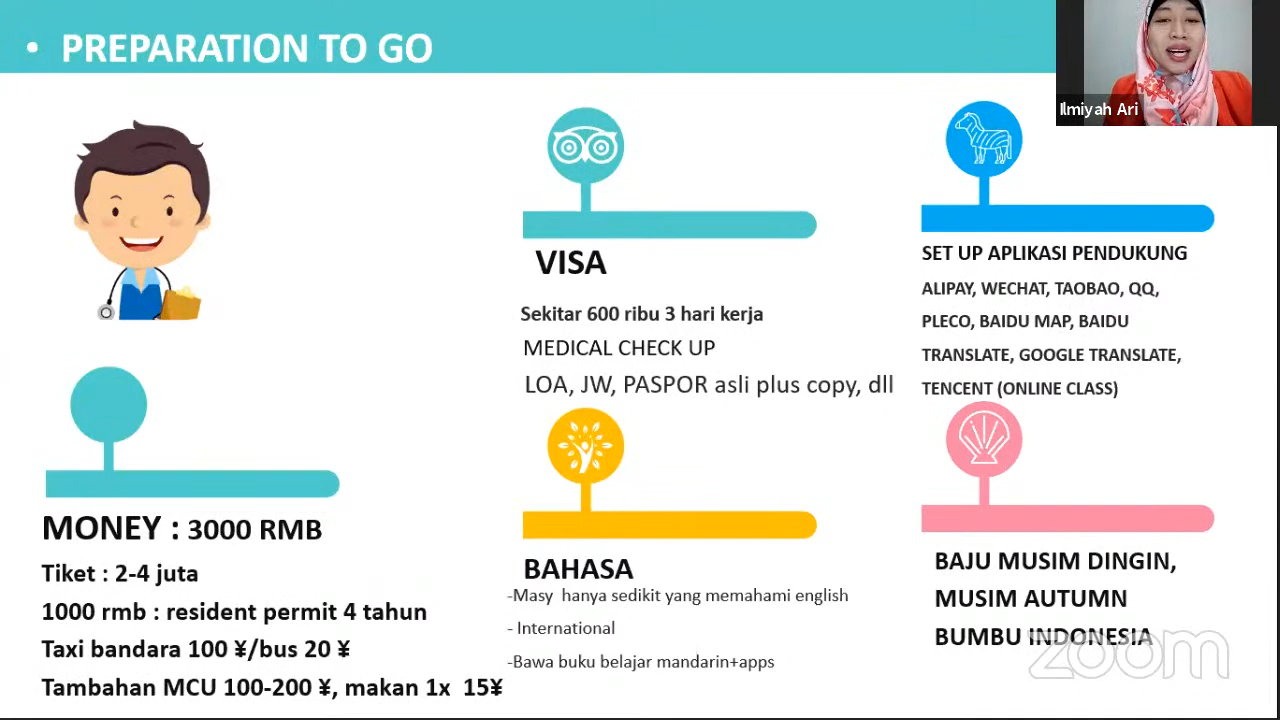 • PREPARATION TO GO
Ilmiyah Ari
VISA
Sekitar 600 ribu 3 hari kerja
MEDICAL CHECK UP
LOA, JW, PASPOR asli plus copy, dll
SET UP APLIKASI PENDUKUNG
ALIPAY, WECHAT, TAOBAO, QQ,
PLECO, BAIDU MAP, BAIDU
TRANSLATE, GOOGLE TRANSLATE,
TENCENT (ONLINE CLASS)
MONEY : 3000 RMB
Tiket : 2-4 juta
1000 rmb : resident permit 4 tahun
Taxi bandara 100 ¥/bus 20 ¥
Tambahan MCU 100-200 ¥, makan 1x 15¥
BAHASA
-Masy hanya sedikit yang memahami english
- International
-Bawa buku belajar mandarin+apps
BAJU MUSIM DINGIN,
MUSIM AUTUMN
BUMBU INDONESIA
zoom